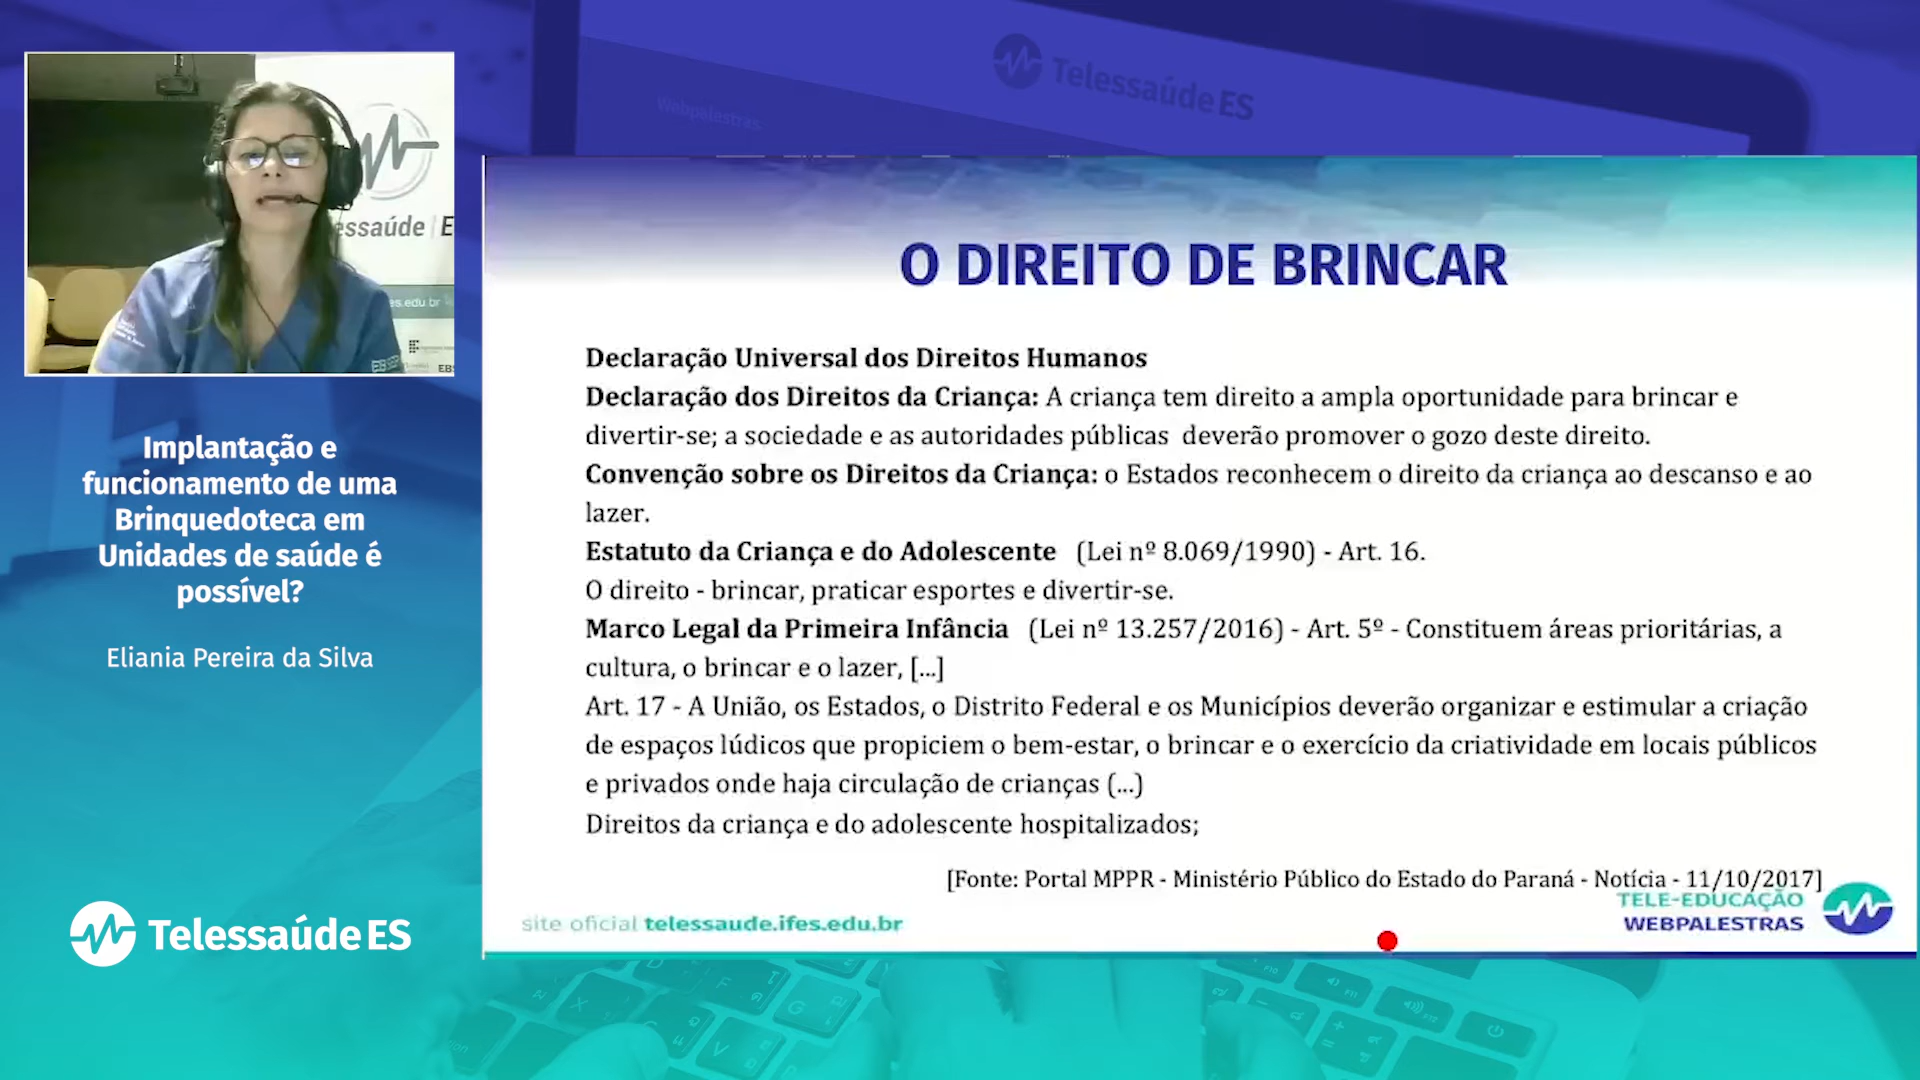 Telessaúde ES
Webpalestras
essaúde | E
es.edu.br
EBSER
EBS
Implantação e
funcionamento de uma
Brinquedoteca em
Unidades de saúde é
possível?
Eliania Pereira da Silva
Telessaúde ES
O DIREITO DE BRINCAR
Declaração Universal dos Direitos Humanos
Declaração dos Direitos da Criança: A criança tem direito a ampla oportunidade para brincar e
divertir-se; a sociedade e as autoridades públicas deverão promover o gozo deste direito.
Convenção sobre os Direitos da Criança: o Estados reconhecem o direito da criança ao descanso e ao
lazer.
Estatuto da Criança e do Adolescente (Lei nº 8.069/1990) - Art. 16.
O direito - brincar, praticar esportes e divertir-se.
Marco Legal da Primeira Infância (Lei nº 13.257/2016) - Art. 5º - Constituem áreas prioritárias, a
cultura, o brincar e o lazer, [...]
Art. 17 - A União, os Estados, o Distrito Federal e os Municípios deverão organizar e estimular a criação
de espaços lúdicos que propiciem o bem-estar, o brincar e o exercício da criatividade em locais públicos
e privados onde haja circulação de crianças (...)
Direitos da criança e do adolescente hospitalizados;
[Fonte: Portal MPPR - Ministério Público do Estado do Paraná - Notícia - 11/10/2017]
site oficial telessaude.ifes.edu.br
TELE-EDUCAÇÃO
WEBPALESTRAS